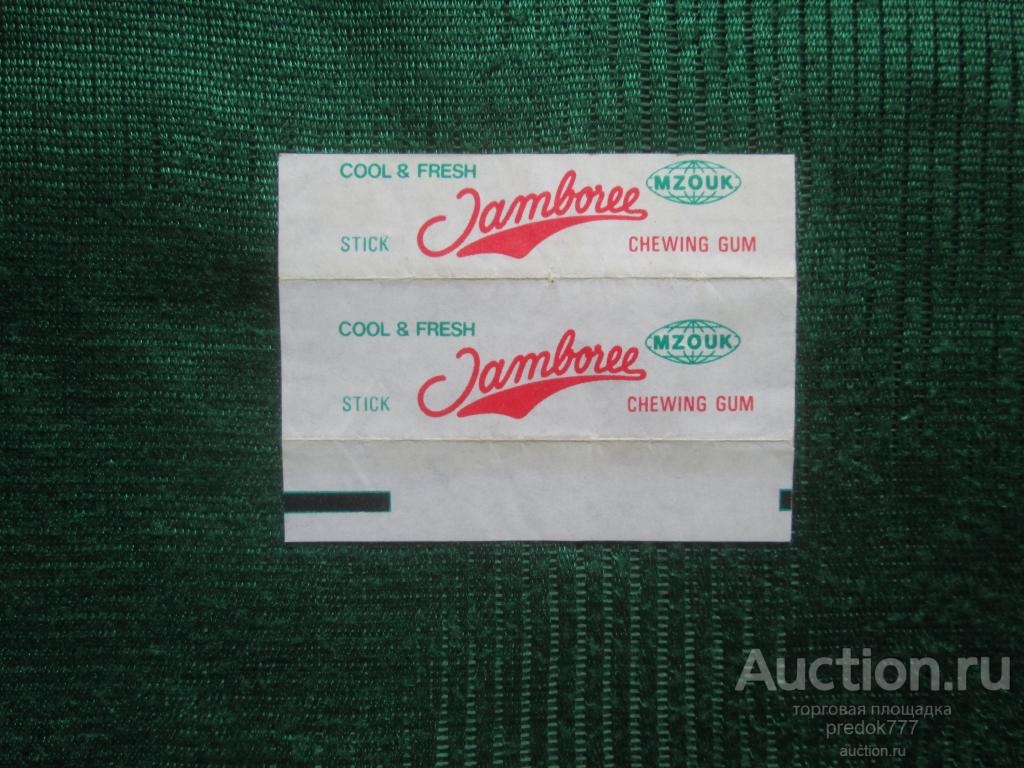 COOL & FRESH
Jamboree
MZOUK
STICK
CHEWING GUM
COOL & FRESH
Jamboree
MZOUK
STICK
CHEWING GUM
Auction.ru
торговая площадка
predok777
auction.ru